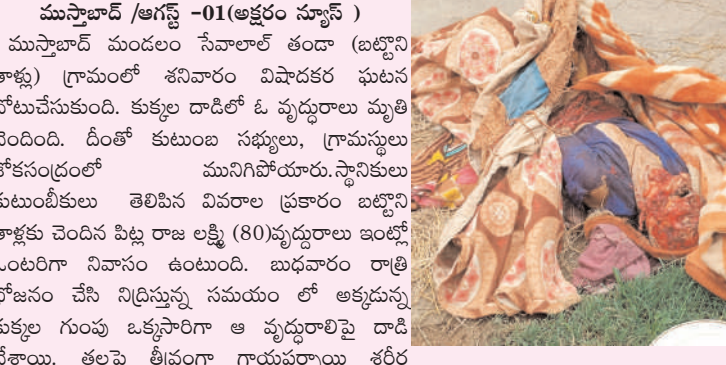 ముస్తాబాద్ /ఆగస్ట్ -01(అక్షరం న్యూస్ )
ముస్తాబాద్ మండలం సేవాలాల్ తండా (బట్టొని
తాళ్లు) గ్రామంలో శనివారం విషాదకర ఘటన
చోటుచేసుకుంది. కుక్కల దాడిలో ఓ వృద్ధురాలు మృతి
చెందింది. దీంతో కుటుంబ సభ్యులు, గ్రామస్థులు
శోకసంద్రంలో మునిగిపోయారు.స్థానికులు
కుటుంబీకులు తెలిపిన వివరాల ప్రకారం బట్టొని
తాళ్లకు చెందిన పిట్ల రాజ లక్ష్మి (80)వృద్దురాలు ఇంట్లో
ఒంటరిగా నివాసం ఉంటుంది. బుధవారం రాత్రి
భోజనం చేసి నిద్రిస్తున్న సమయం లో అక్కడున్న
కుక్కల గుంపు ఒక్కసారిగా ఆ వృద్ధురాలిపై దాడి
చేశాయి. తలపై తీవ్రంగా గాయపర్చాయి శరీర